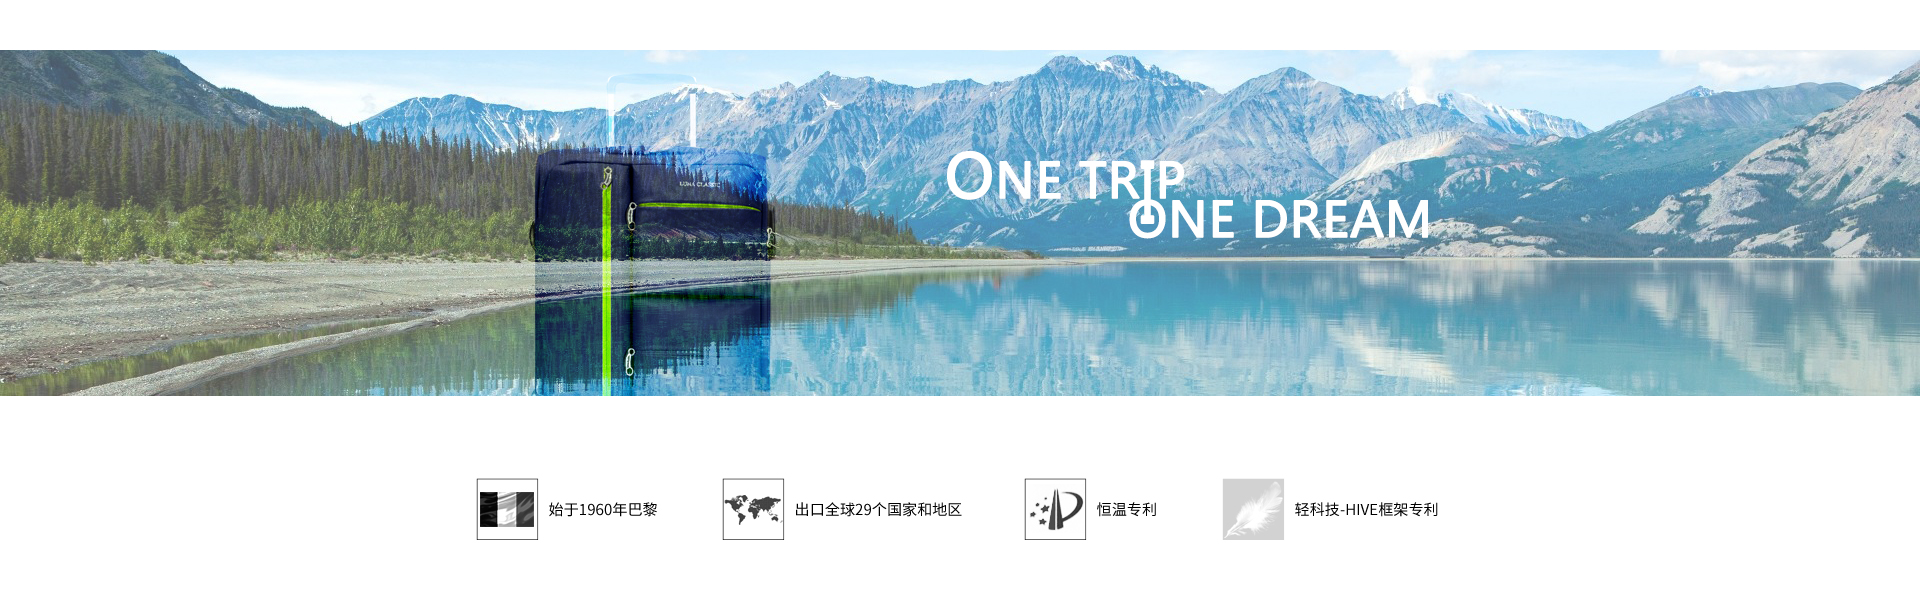 ONE TRIP
ONE DREAM
LUNA CLASSIC
始于1960年巴黎
出口全球29个国家和地区
恒温专利
轻科技-HIVE框架专利